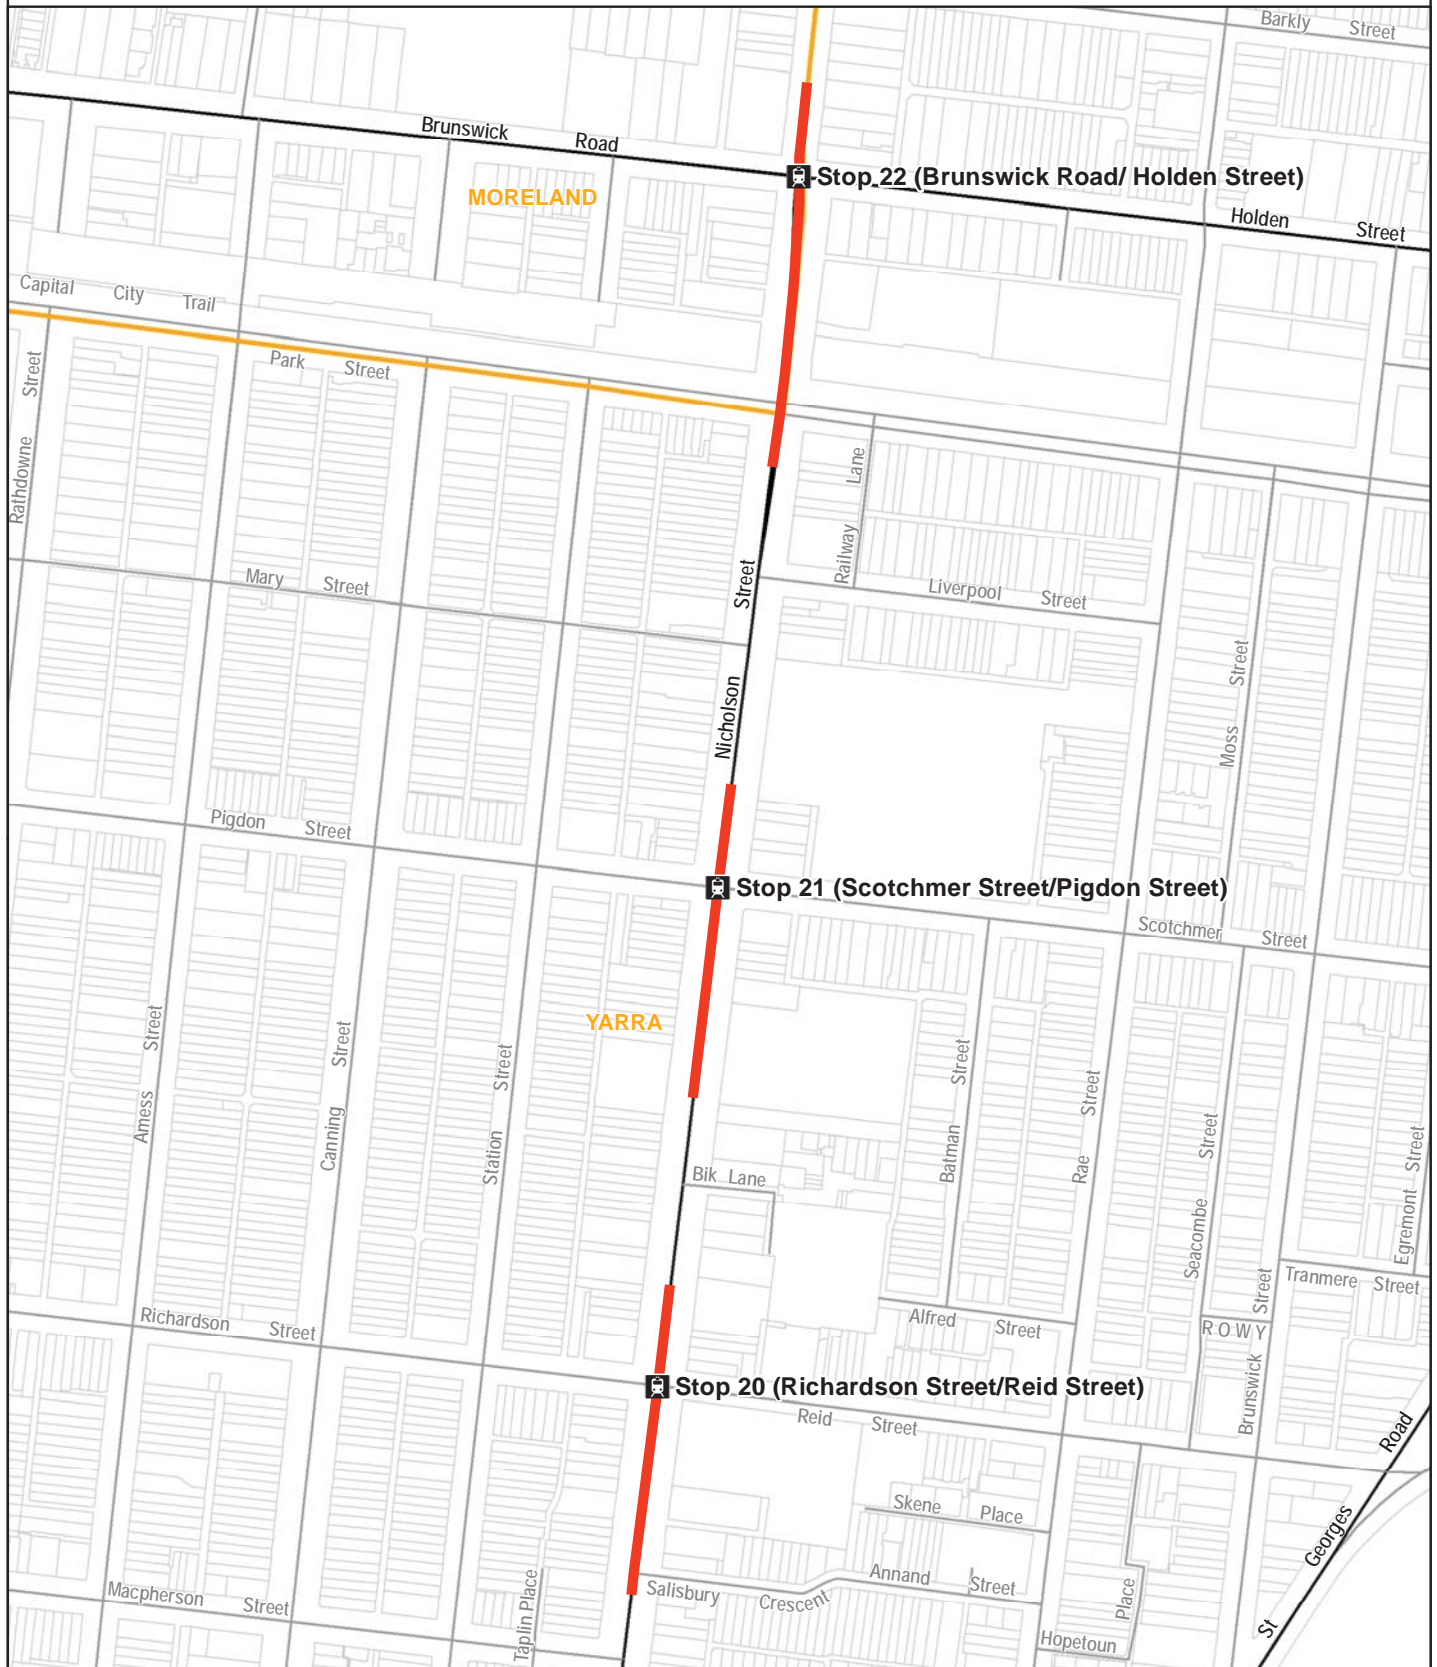 Barkly Street
Brunswick Road
Stop 22 (Brunswick Road/ Holden Street)
MORELAND
Holden Street
Capital City Trail
Park Street
Rathdowne Street
Railway Lane
Mary Street
Street
Liverpool Street
Nicholson
Moss Street
Pigdon Street
Stop 21 (Scotchmer Street/Pigdon Street)
Scotchmer Street
YARRA
Amess Street
Canning Street
Station Street
Batman Street
Rae Street
Seacombe Street
Egremont Street
Bik Lane
Tranmere Street
Brunswick Street
Richardson Street
Alfred Street
ROWY
Stop 20 (Richardson Street/Reid Street)
Reid Street
St Georges Road
Skene Place
Annand Street
Macpherson Street
Taplin Place
Salisbury Crescent
Hopetoun Place